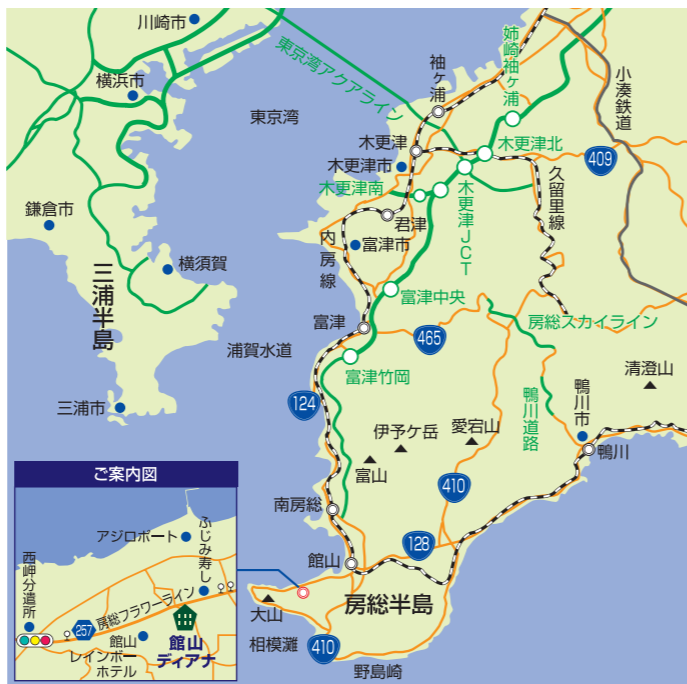 川崎市
横浜市
東京湾アクアライン
東京湾
袖ヶ浦
姉崎袖ヶ浦
小湊鉄道
木更津
木更津市
木更津北
409
木更津南
木更津JCT
久留里線
鎌倉市
君津
内房線
富津市
横須賀
三浦半島
富津中央
房総スカイライン
富津
浦賀水道
465
富津竹岡
清澄山
124
三浦市
鴨川道路
鴨川市
愛宕山
伊予ケ岳
富山
鴨川
410
南房総
128
館山
大山
房総半島
相模灘
410
野島崎
ご案内図
アジロポート
ふじみ寿し
西岬分遣所
房総フラワーライン
257
館山
レインボー
ホテル
館山
ディアナ